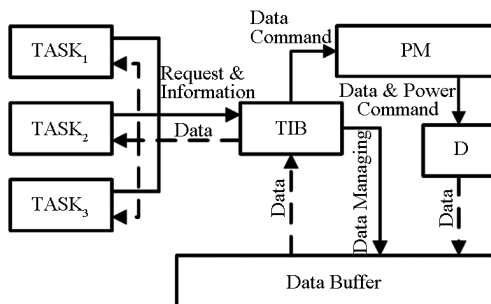 Data
Command
TASK1
PM
Request &
Information
Data & Power
Command
TASK2
Data
TIB
D
TASK3
Data
Data Managing
Data
Data Buffer